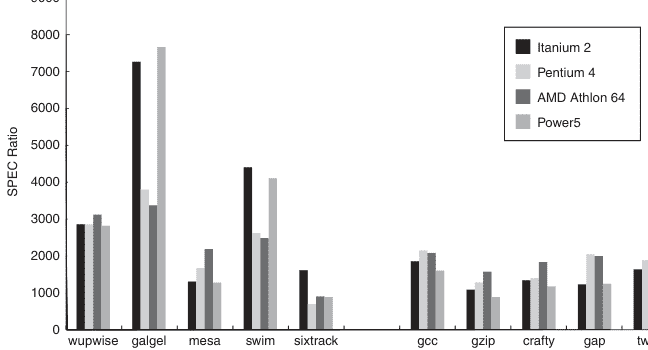 8000
7000
6000
5000
4000
3000
2000
1000
0
SPEC Ratio
Itanium 2
Pentium 4
AMD Athlon 64
Power5
wupwise galgel mesa swim sixtrack gcc gzip crafty gap